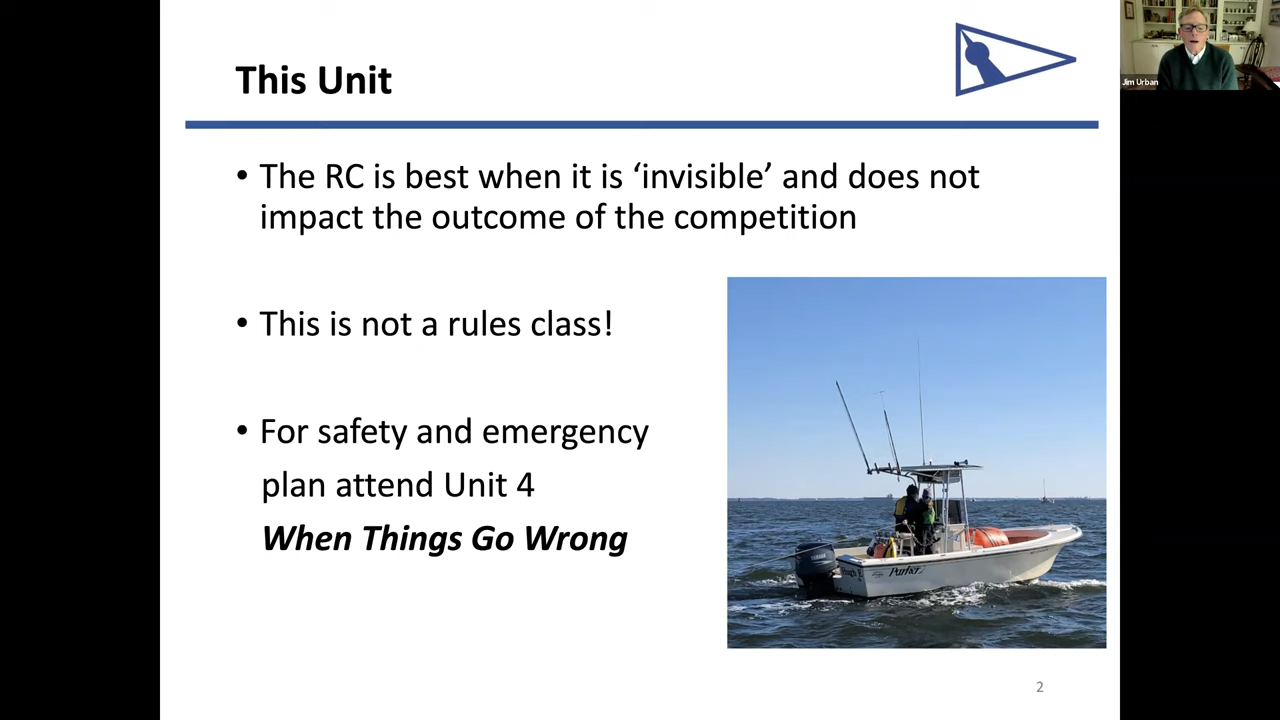 This Unit
Jim Urban
• The RC is best when it is ‘invisible’ and does not
impact the outcome of the competition
• This is not a rules class!
• For safety and emergency
plan attend Unit 4
When Things Go Wrong
Parker
2